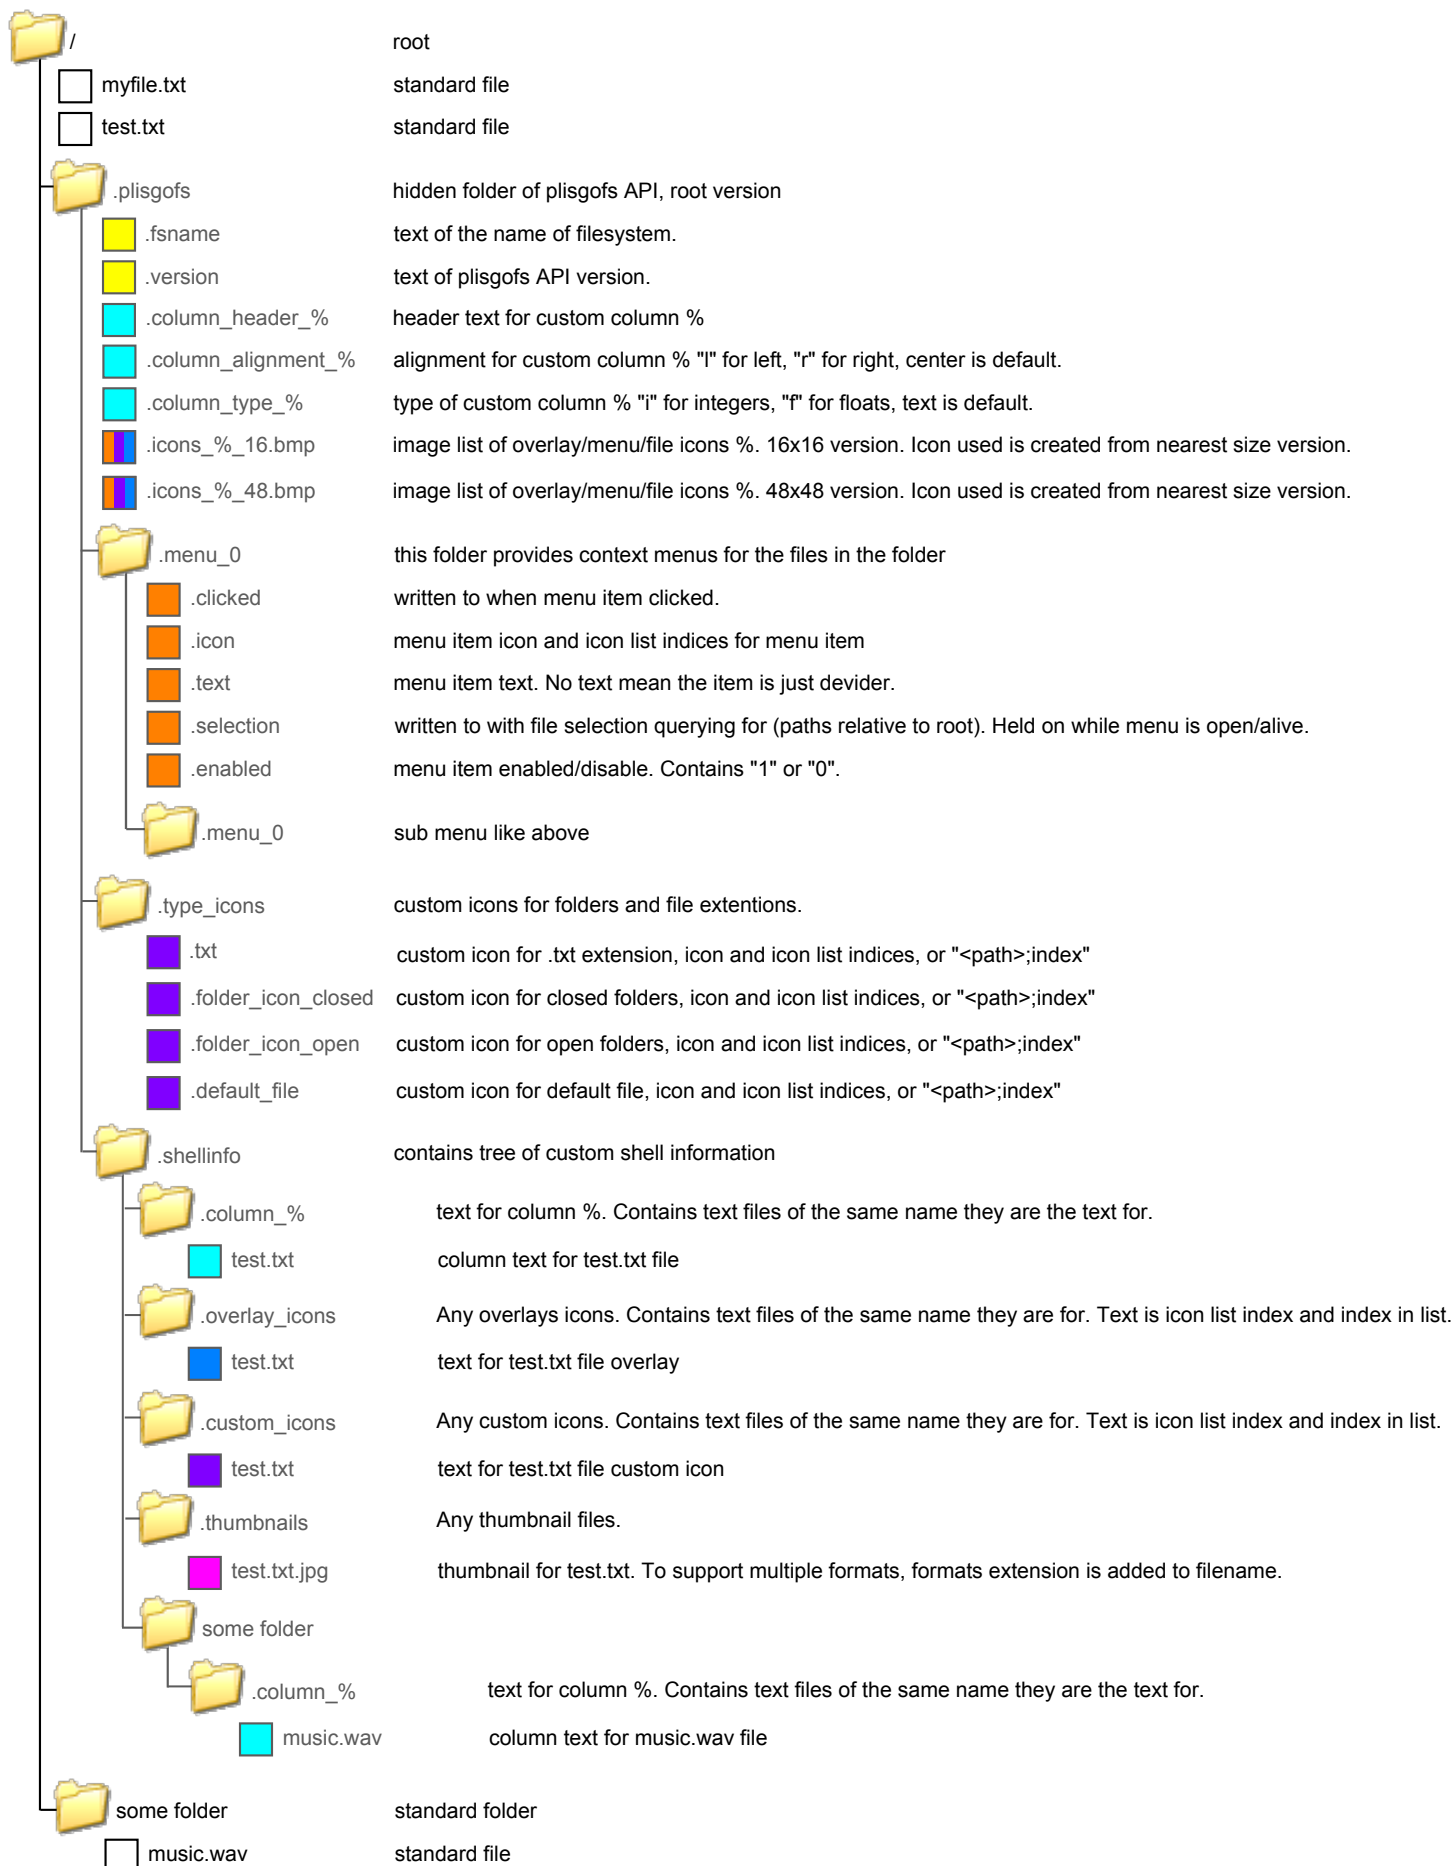 / root
myfile.txt standard file
test.txt standard file
.plisgofs hidden folder of plisgofs API, root version
.fsname text of the name of filesystem.
.version text of plisgofs API version.
.column_header_% header text for custom column %
.column_alignment_% alignment for custom column % "l" for left, "r" for right, center is default.
.column_type_% type of custom column % "i" for integers, "f" for floats, text is default.
.icons_%_16.bmp image list of overlay/menu/file icons %. 16x16 version. Icon used is created from nearest size version.
.icons_%_48.bmp image list of overlay/menu/file icons %. 48x48 version. Icon used is created from nearest size version.
.menu_0 this folder provides context menus for the files in the folder
.clicked written to when menu item clicked.
.icon menu item icon and icon list indices for menu item
.text menu item text. No text mean the item is just devider.
.selection written to with file selection querying for (paths relative to root). Held on while menu is open/alive.
.enabled menu item enabled/disable. Contains "1" or "0".
.menu_0 sub menu like above
.type_icons custom icons for folders and file extentions.
.txt custom icon for .txt extension, icon and icon list indices, or "<path>;index"
.folder_icon_closed custom icon for closed folders, icon and icon list indices, or "<path>;index"
.folder_icon_open custom icon for open folders, icon and icon list indices, or "<path>;index"
.default_file custom icon for default file, icon and icon list indices, or "<path>;index"
.shellinfo contains tree of custom shell information
.column_% text for column %. Contains text files of the same name they are the text for.
test.txt column text for test.txt file
.overlay_icons Any overlays icons. Contains text files of the same name they are for. Text is icon list index and index in list.
test.txt text for test.txt file overlay
.custom_icons Any custom icons. Contains text files of the same name they are for. Text is icon list index and index in list.
test.txt text for test.txt file custom icon
.thumbnails Any thumbnail files.
test.txt.jpg thumbnail for test.txt. To support multiple formats, formats extension is added to filename.
some folder
.column_% text for column %. Contains text files of the same name they are the text for.
music.wav column text for music.wav file
some folder standard folder
music.wav standard file